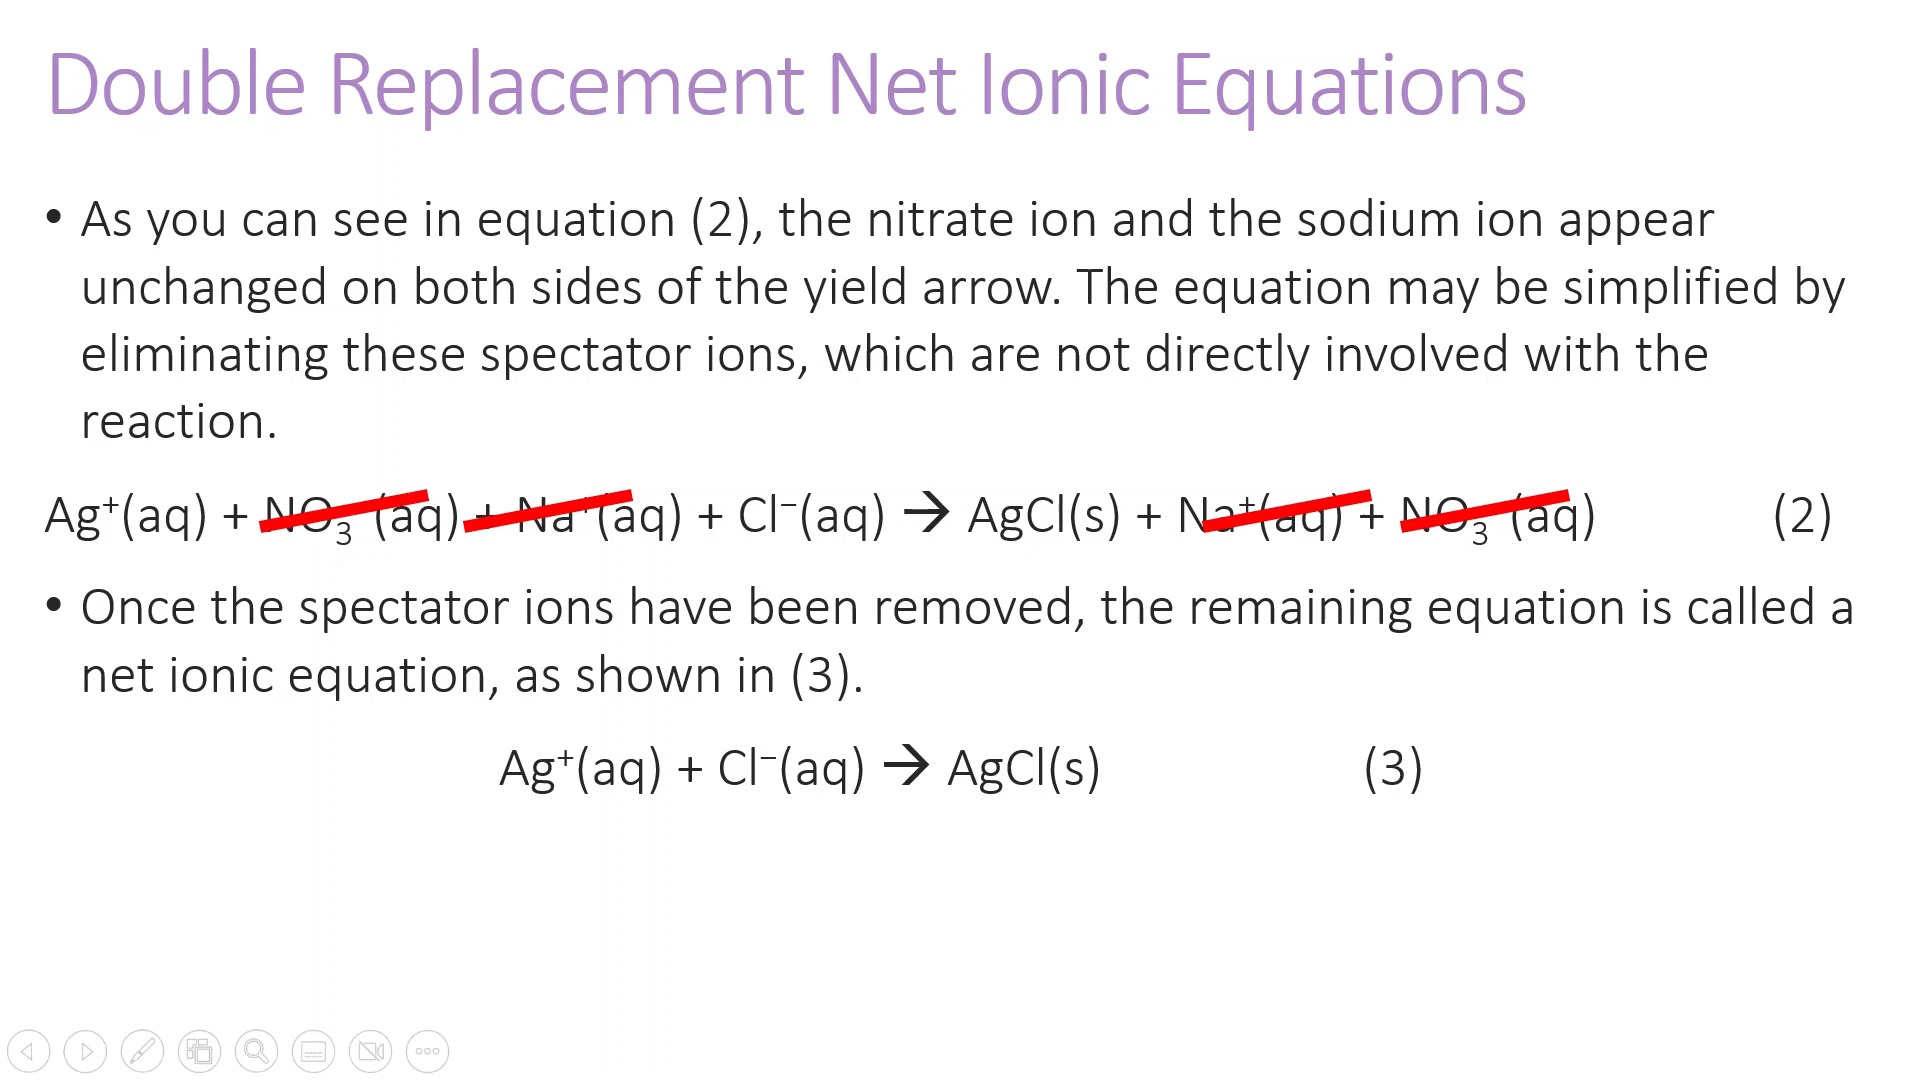 Double Replacement Net Ionic Equations
• As you can see in equation (2), the nitrate ion and the sodium ion appear
unchanged on both sides of the yield arrow. The equation may be simplified by
eliminating these spectator ions, which are not directly involved with the
reaction.
Ag⁺(aq) + NO₃⁻(aq) + Na⁺(aq) + Cl⁻(aq) → AgCl(s) + Na⁺(aq) + NO₃⁻(aq) (2)
• Once the spectator ions have been removed, the remaining equation is called a
net ionic equation, as shown in (3).
Ag⁺(aq) + Cl⁻(aq) → AgCl(s) (3)